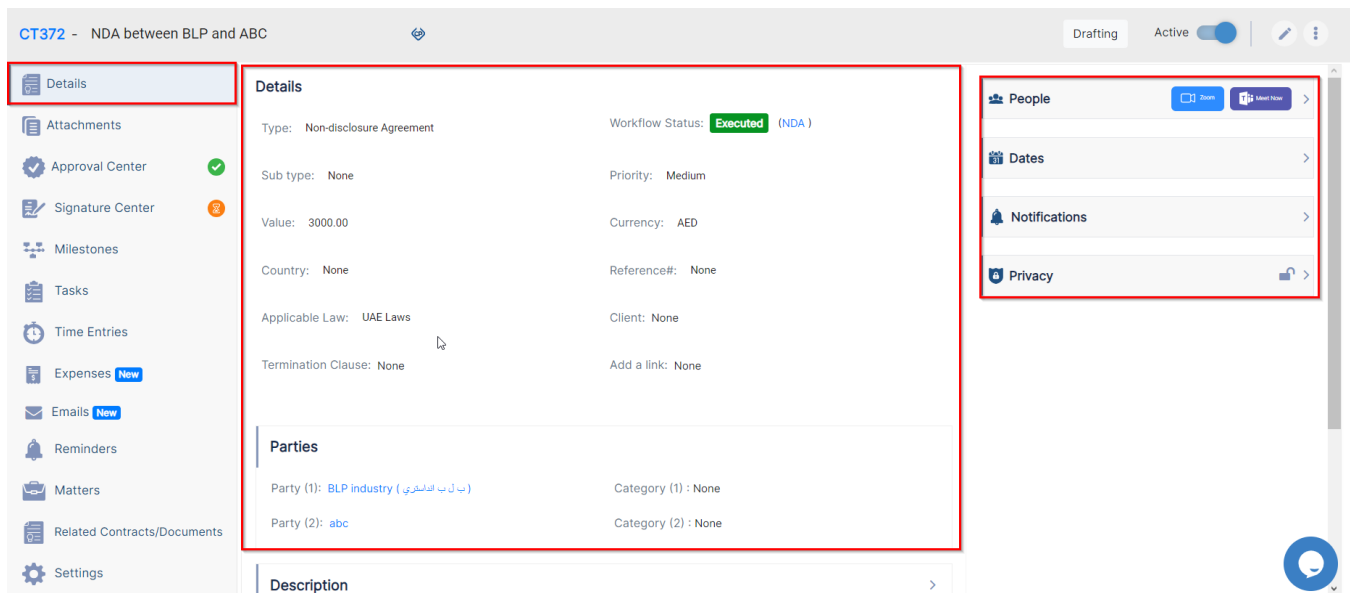 CT372 - NDA between BLP and ABC
Drafting
Active
Details
Attachments
Approval Center
Signature Center
Milestones
Tasks
Time Entries
Expenses New
Emails New
Reminders
Matters
Related Contracts/Documents
Settings
Details
Type: Non-disclosure Agreement
Workflow Status: Executed (NDA )
Sub type: None
Priority: Medium
Value: 3000.00
Currency: AED
Country: None
Reference#: None
Applicable Law: UAE Laws
Client: None
Termination Clause: None
Add a link: None
Parties
Party (1): BLP industry (ب ل ب انداستري )
Category (1) : None
Party (2): abc
Category (2) : None
Description
People
Zoom
Meet Now
Dates
Notifications
Privacy